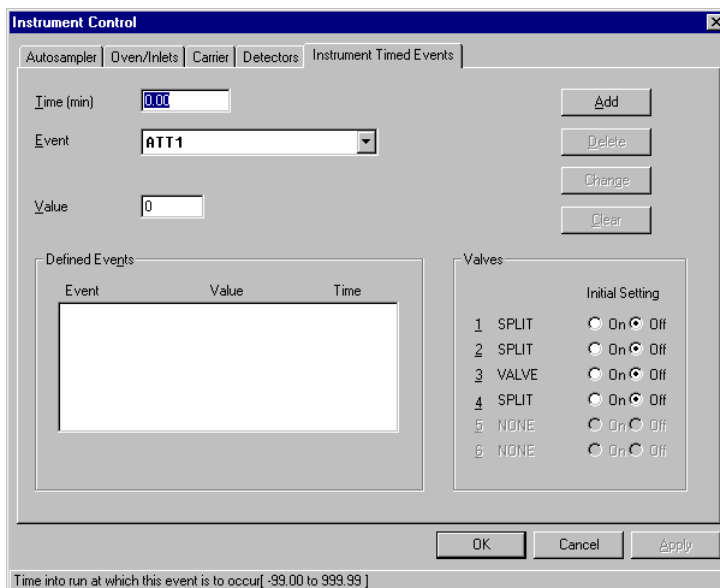 Instrument Control
Autosampler Oven/Inlets Carrier Detectors Instrument Timed Events
Time (min) 0.00 Add
Event ATT1 Delete
Change
Value 0 Clear
Defined Events
Event Value Time
Valves
Initial Setting
1 SPLIT On Off
2 SPLIT On Off
3 VALVE On Off
4 SPLIT On Off
5 NONE On Off
6 NONE On Off
OK Cancel Apply
Time into run at which this event is to occur[ -99.00 to 999.99 ]